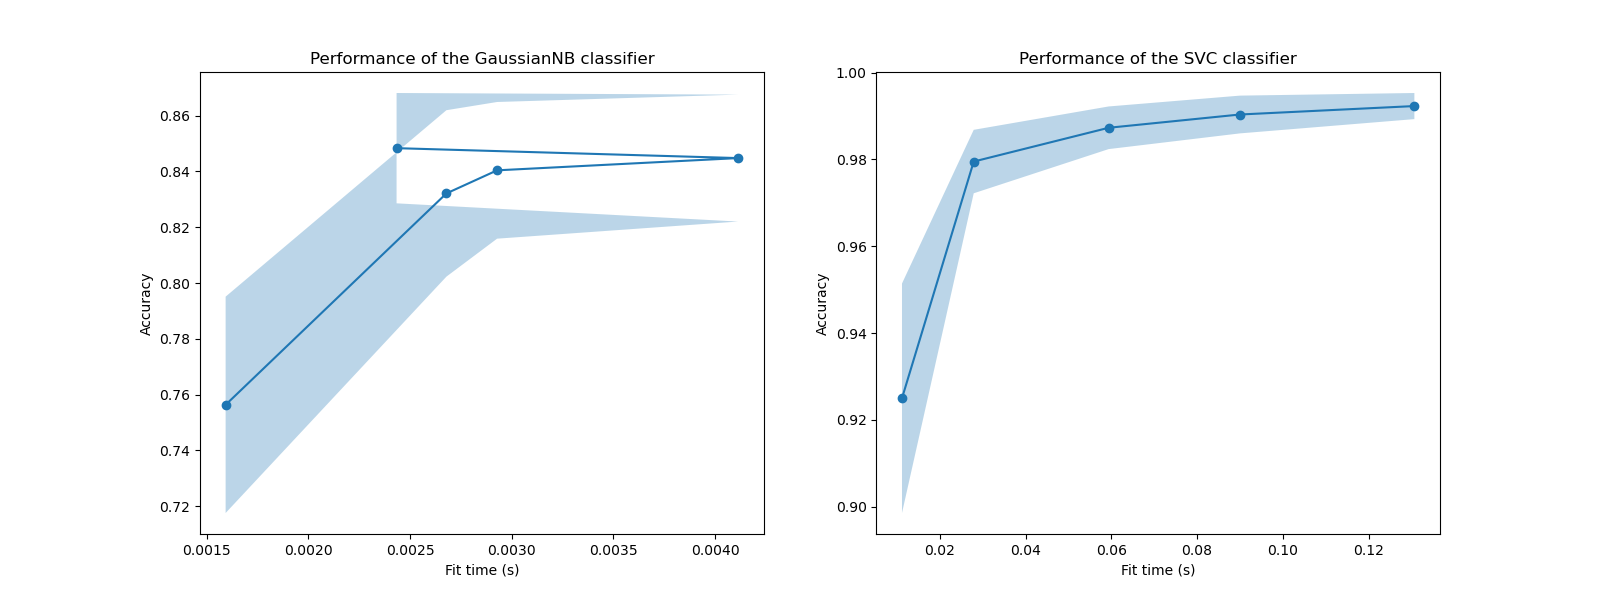 Performance of the GaussianNB classifier
0.86
0.84
0.82
0.80
0.78
0.76
0.74
0.72
Accuracy
0.0015 0.0020 0.0025 0.0030 0.0035 0.0040
Fit time (s)
Performance of the SVC classifier
1.00
0.98
0.96
0.94
0.92
0.90
Accuracy
0.02 0.04 0.06 0.08 0.10 0.12
Fit time (s)